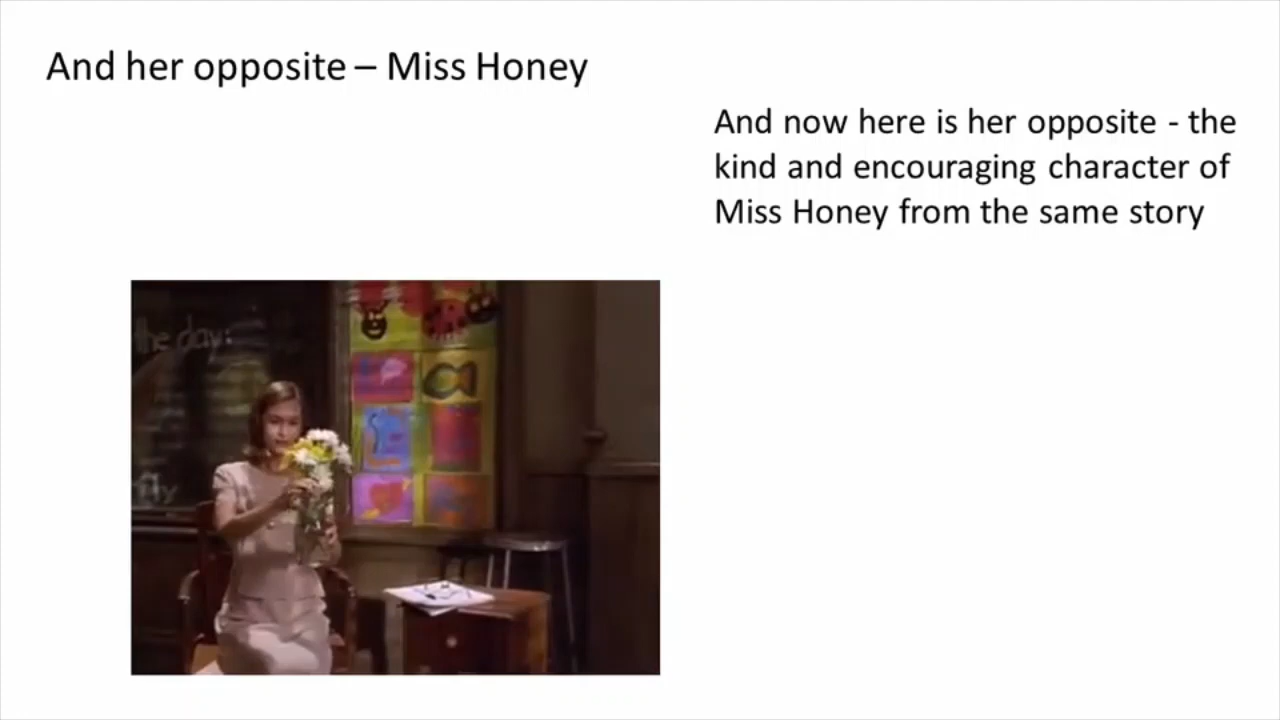 And her opposite – Miss Honey
And now here is her opposite - the
kind and encouraging character of
Miss Honey from the same story
the day: